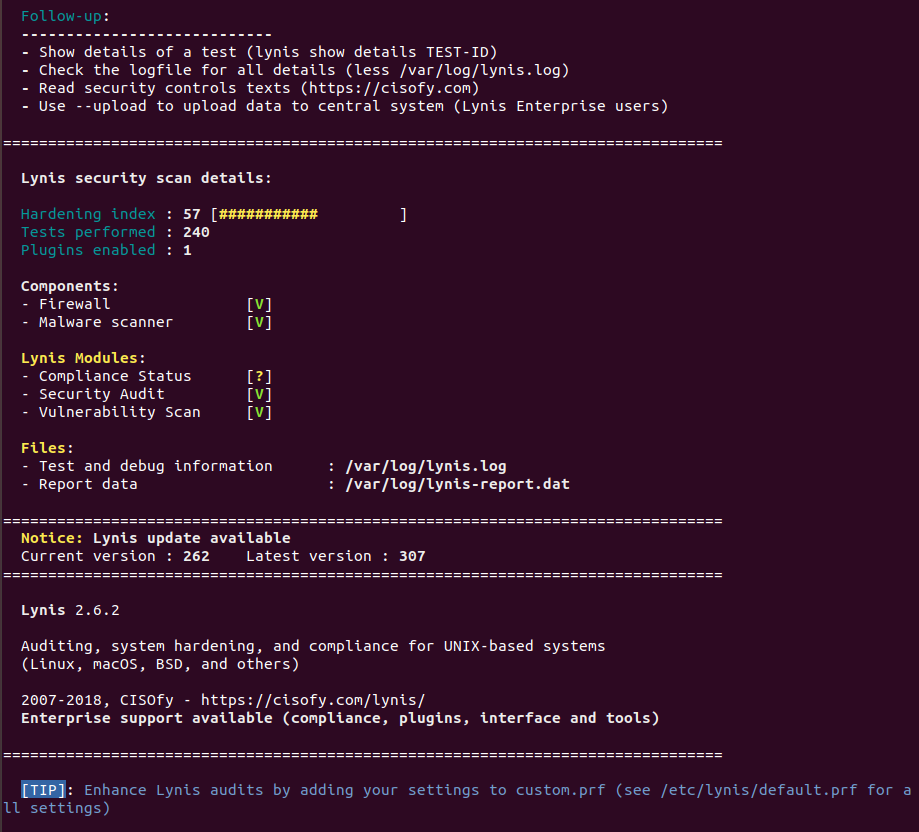 Follow-up:
----------------------------
- Show details of a test (lynis show details TEST-ID)
- Check the logfile for all details (less /var/log/lynis.log)
- Read security controls texts (https://cisofy.com)
- Use --upload to upload data to central system (Lynis Enterprise users)
================================================================================
Lynis security scan details:
Hardening index : 57 [###########         ]
Tests performed : 240
Plugins enabled : 1
Components:
- Firewall               [V]
- Malware scanner        [V]
Lynis Modules:
- Compliance Status      [?]
- Security Audit         [V]
- Vulnerability Scan     [V]
Files:
- Test and debug information      : /var/log/lynis.log
- Report data                     : /var/log/lynis-report.dat
================================================================================
Notice: Lynis update available
Current version : 262    Latest version : 307
================================================================================
Lynis 2.6.2
Auditing, system hardening, and compliance for UNIX-based systems
(Linux, macOS, BSD, and others)
2007-2018, CISOfy - https://cisofy.com/lynis/
Enterprise support available (compliance, plugins, interface and tools)
================================================================================
[TIP]: Enhance Lynis audits by adding your settings to custom.prf (see /etc/lynis/default.prf for a
ll settings)